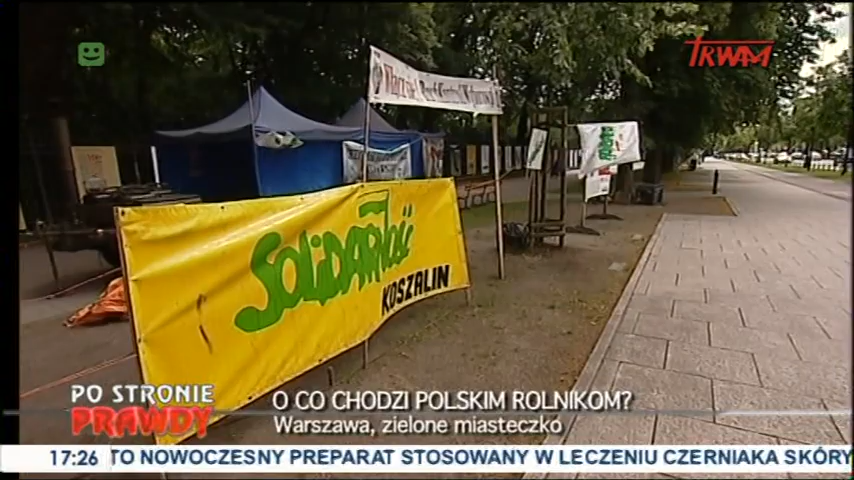 TRWAM
SOLIDARNOŚĆ
KOSZALIN
PO STRONIE
PRAWDY
O CO CHODZI POLSKIM ROLNIKOM?
Warszawa, zielone miasteczko
17:26 TO NOWOCZESNY PREPARAT STOSOWANY W LECZENIU CZERNIAKA SKÓRY